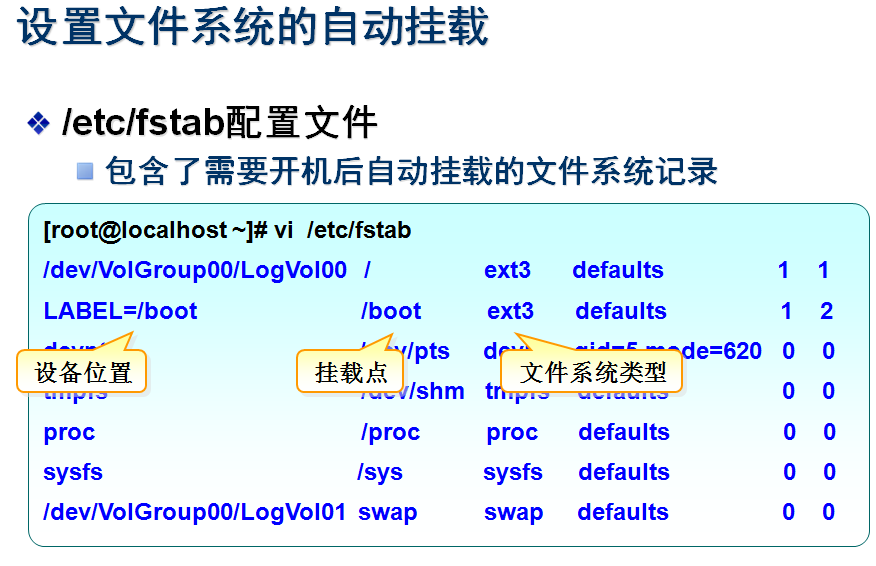 设置文件系统的自动挂载
/etc/fstab配置文件
包含了需要开机后自动挂载的文件系统记录
[root@localhost ~]# vi /etc/fstab
/dev/VolGroup00/LogVol00 / ext3 defaults 1 1
LABEL=/boot /boot ext3 defaults 1 2
/dev/pts gid=5,mode=620 0 0
设备位置 挂载点 文件系统类型
tmpfs /dev/shm tmpfs defaults 0 0
proc /proc proc defaults 0 0
sysfs /sys sysfs defaults 0 0
/dev/VolGroup00/LogVol01 swap swap defaults 0 0